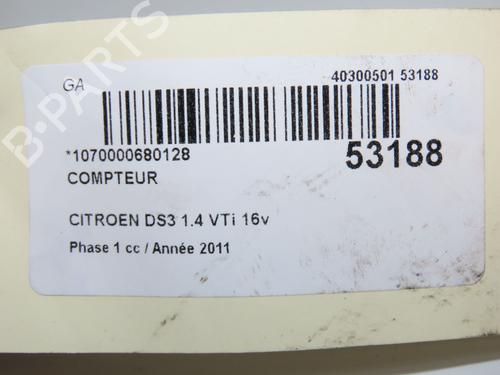 GA
40300501 53188
*1070000680128
53188
COMPTEUR
CITROEN DS3 1.4 VTi 16v
Phase 1 cc / Année 2011
B-PARTS